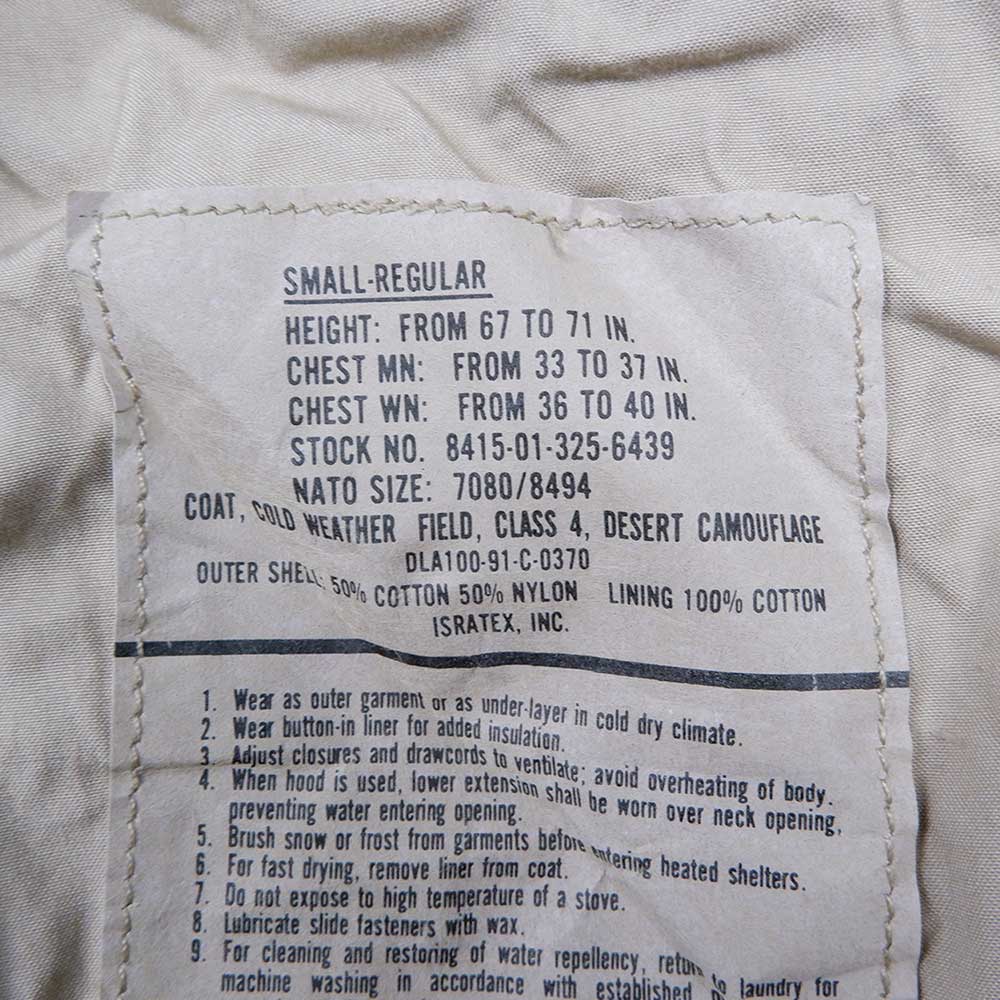 SMALL-REGULAR
HEIGHT: FROM 67 TO 71 IN.
CHEST MN: FROM 33 TO 37 IN.
CHEST WN: FROM 36 TO 40 IN.
STOCK NO. 8415-01-325-6439
NATO SIZE: 7080/8494
COAT, COLD WEATHER FIELD, CLASS 4, DESERT CAMOUFLAGE
DLA100-91-C-0370
OUTER SHELL: 50% COTTON 50% NYLON LINING 100% COTTON
ISRATEX, INC.
1. Wear as outer garment or as under-layer in cold dry climate.
2. Wear button-in liner for added insulation.
3. Adjust closures and drawcords to ventilate; avoid overheating of body.
4. When hood is used, lower extension shall be worn over neck opening,
preventing water entering opening.
5. Brush snow or frost from garments before entering heated shelters.
6. For fast drying, remove liner from coat.
7. Do not expose to high temperature of a stove.
8. Lubricate slide fasteners with wax.
9. For cleaning and restoring of water repellency, return to laundry for
machine washing in accordance with established